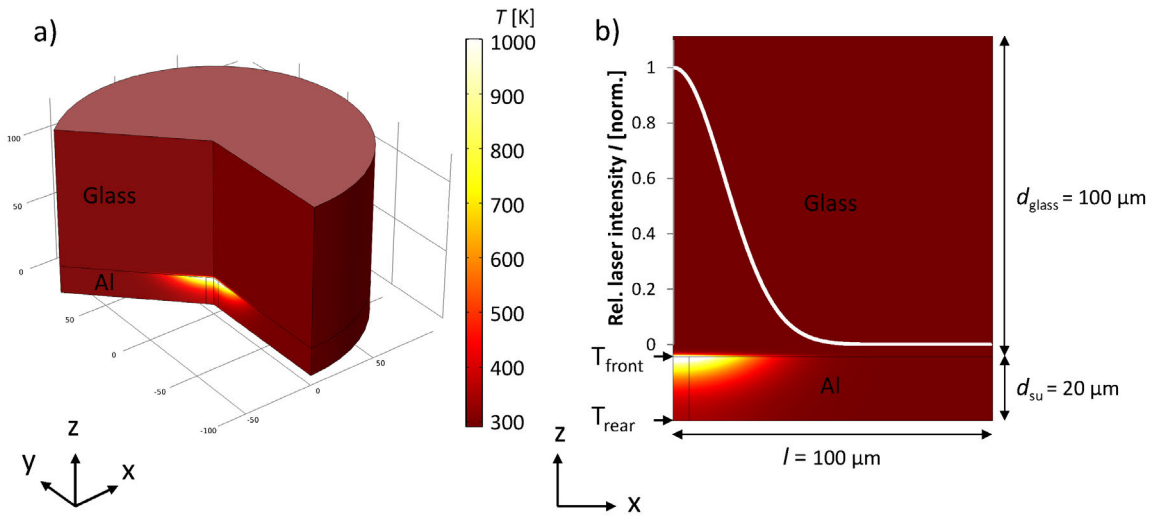 a)
T [K]
1000
900
800
700
600
500
400
300
Glass
Al
100
50
0
50
0
-50
-100
-50
0
50
z
y
x
b)
Rel. laser intensity I [norm.]
1
0.8
0.6
0.4
0.2
0
Glass
Al
T_front
T_rear
d_glass = 100 µm
d_su = 20 µm
l = 100 µm
z
x